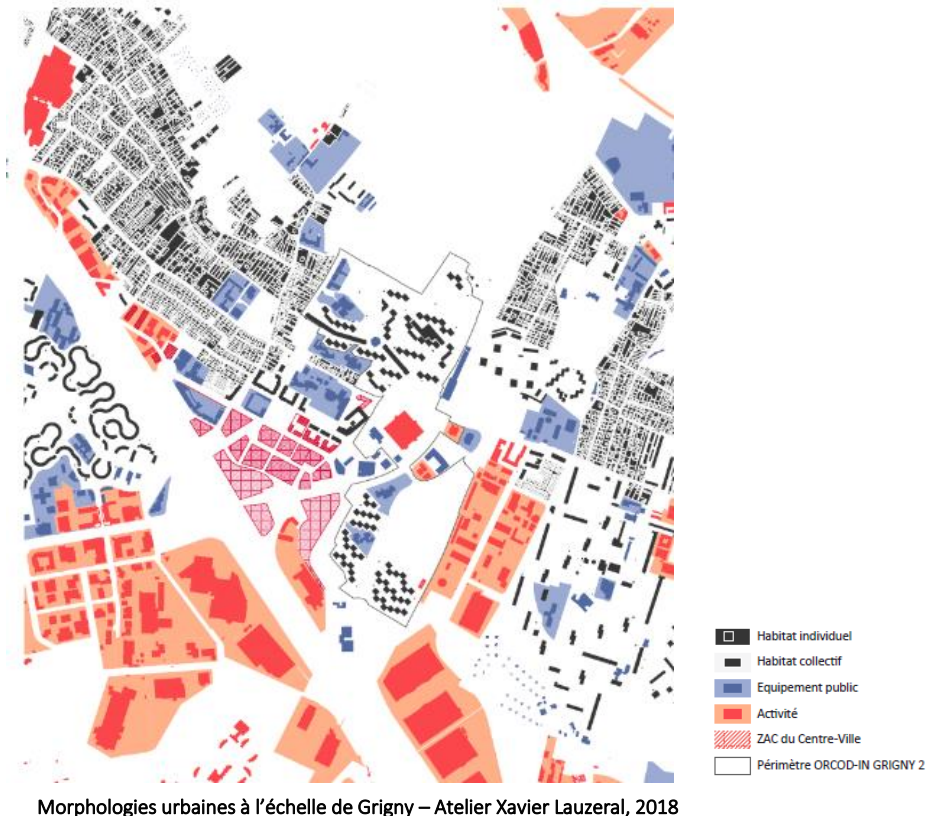 Habitat individuel
Habitat collectif
Equipement public
Activité
ZAC du Centre-Ville
Périmètre ORCOD-IN GRIGNY 2
Morphologies urbaines à l'échelle de Grigny – Atelier Xavier Lauzeral, 2018